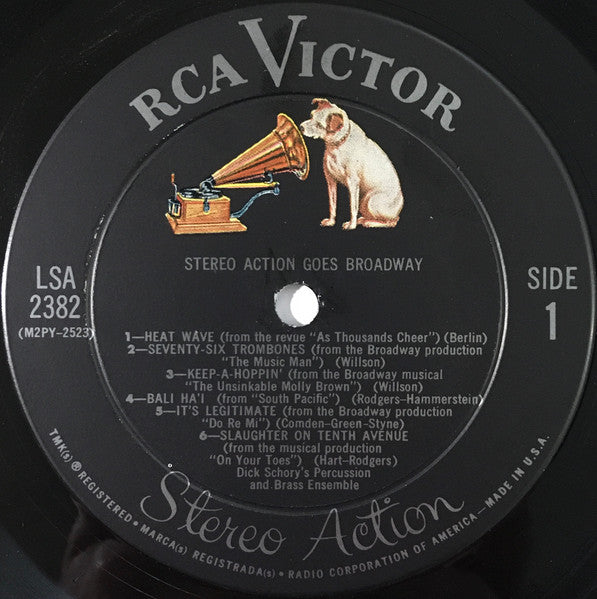 RCA VICTOR
STEREO ACTION GOES BROADWAY
LSA
2382
(M2PY-2523)
SIDE
1
1—HEAT WAVE (from the revue "As Thousands Cheer") (Berlin)
2—SEVENTY-SIX TROMBONES (from the Broadway production
"The Music Man") (Willson)
3—KEEP-A-HOPPIN' (from the Broadway musical
"The Unsinkable Molly Brown") (Willson)
4—BALI HA'I (from "South Pacific") (Rodgers-Hammerstein)
5—IT'S LEGITIMATE (from the Broadway production
"Do Re Mi") (Comden-Green-Styne)
6—SLAUGHTER ON TENTH AVENUE
(from the musical production
"On Your Toes") (Hart-Rodgers)
Dick Schory's Percussion
and Brass Ensemble
Stereo Action
TMK(s) ® REGISTERED • MARCA(s) REGISTRADA(s) • RADIO CORPORATION OF AMERICA—MADE IN U.S.A.